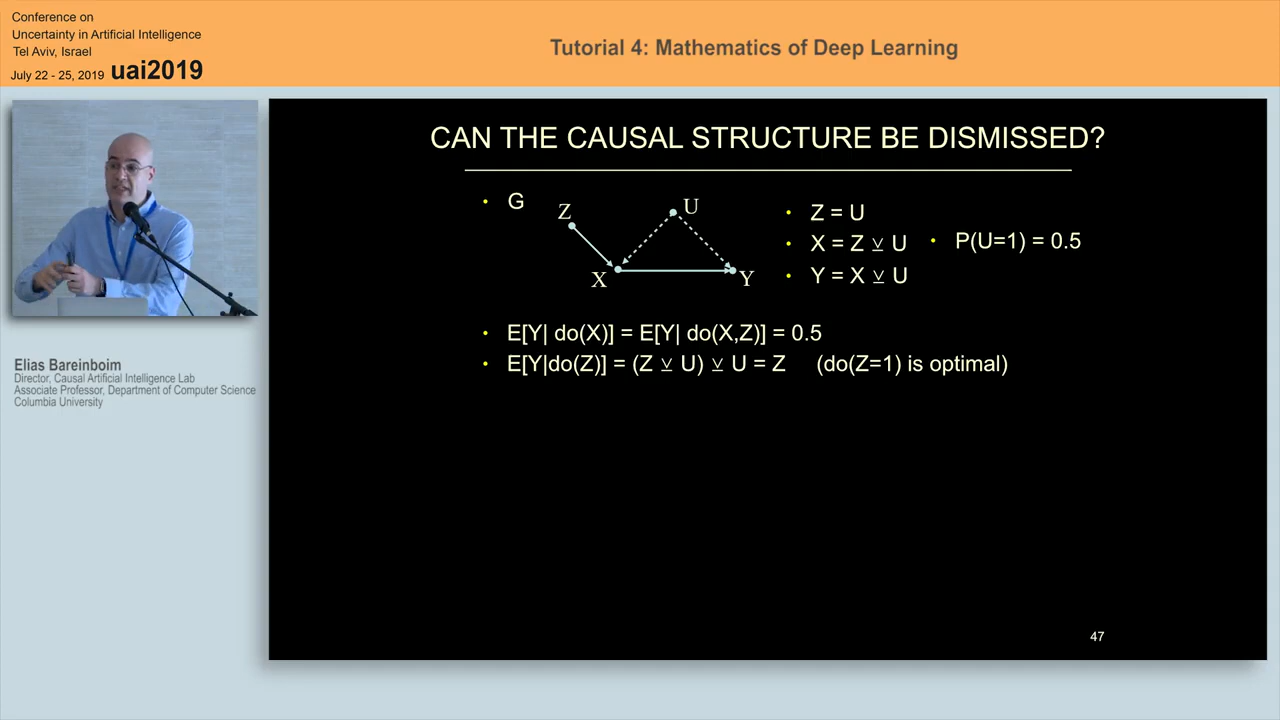 Conference on
Uncertainty in Artificial Intelligence
Tel Aviv, Israel
July 22 - 25, 2019 uai2019
Tutorial 4: Mathematics of Deep Learning
Elias Bareinboim
Director, Causal Artificial Intelligence Lab
Associate Professor, Department of Computer Science
Columbia University
CAN THE CAUSAL STRUCTURE BE DISMISSED?
• G
Z
U
X
Y
• Z = U
• X = Z ⊻ U
• P(U=1) = 0.5
• Y = X ⊻ U
• E[Y| do(X)] = E[Y| do(X,Z)] = 0.5
• E[Y|do(Z)] = (Z ⊻ U) ⊻ U = Z (do(Z=1) is optimal)
47